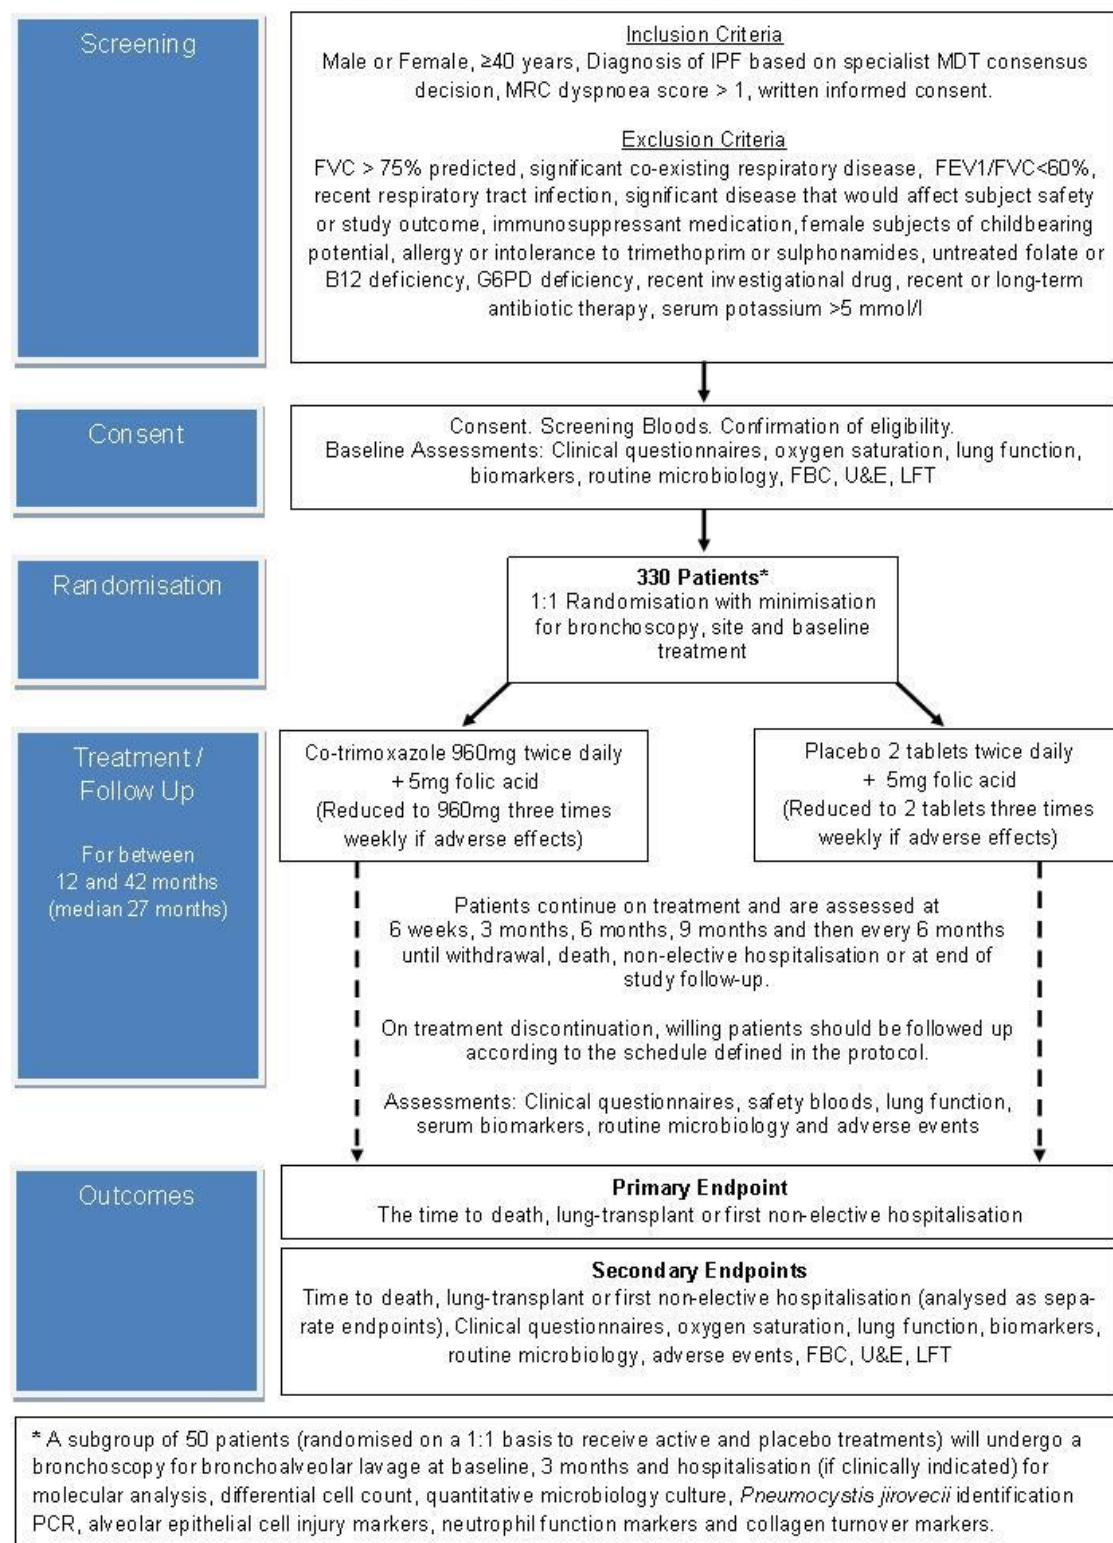 Screening
Inclusion Criteria
Male or Female, ≥40 years, Diagnosis of IPF based on specialist MDT consensus
decision, MRC dyspnoea score > 1, written informed consent.
Exclusion Criteria
FVC > 75% predicted, significant co-existing respiratory disease, FEV1/FVC<60%,
recent respiratory tract infection, significant disease that would affect subject safety
or study outcome, immunosuppressant medication, female subjects of childbearing
potential, allergy or intolerance to trimethoprim or sulphonamides, untreated folate or
B12 deficiency, G6PD deficiency, recent investigational drug, recent or long-term
antibiotic therapy, serum potassium >5 mmol/l
Consent
Consent. Screening Bloods. Confirmation of eligibility.
Baseline Assessments: Clinical questionnaires, oxygen saturation, lung function,
biomarkers, routine microbiology, FBC, U&E, LFT
Randomisation
330 Patients*
1:1 Randomisation with minimisation
for bronchoscopy, site and baseline
treatment
Treatment /
Follow Up
For between
12 and 42 months
(median 27 months)
Co-trimoxazole 960mg twice daily
+ 5mg folic acid
(Reduced to 960mg three times
weekly if adverse effects)
Placebo 2 tablets twice daily
+ 5mg folic acid
(Reduced to 2 tablets three times
weekly if adverse effects)
Patients continue on treatment and are assessed at
6 weeks, 3 months, 6 months, 9 months and then every 6 months
until withdrawal, death, non-elective hospitalisation or at end of
study follow-up.
On treatment discontinuation, willing patients should be followed up
according to the schedule defined in the protocol.
Assessments: Clinical questionnaires, safety bloods, lung function,
serum biomarkers, routine microbiology and adverse events
Outcomes
Primary Endpoint
The time to death, lung-transplant or first non-elective hospitalisation
Secondary Endpoints
Time to death, lung-transplant or first non-elective hospitalisation (analysed as sepa-
rate endpoints), Clinical questionnaires, oxygen saturation, lung function, biomarkers,
routine microbiology, adverse events, FBC, U&E, LFT
* A subgroup of 50 patients (randomised on a 1:1 basis to receive active and placebo treatments) will undergo a
bronchoscopy for bronchoalveolar lavage at baseline, 3 months and hospitalisation (if clinically indicated) for
molecular analysis, differential cell count, quantitative microbiology culture, Pneumocystis jirovecii identification
PCR, alveolar epithelial cell injury markers, neutrophil function markers and collagen turnover markers.